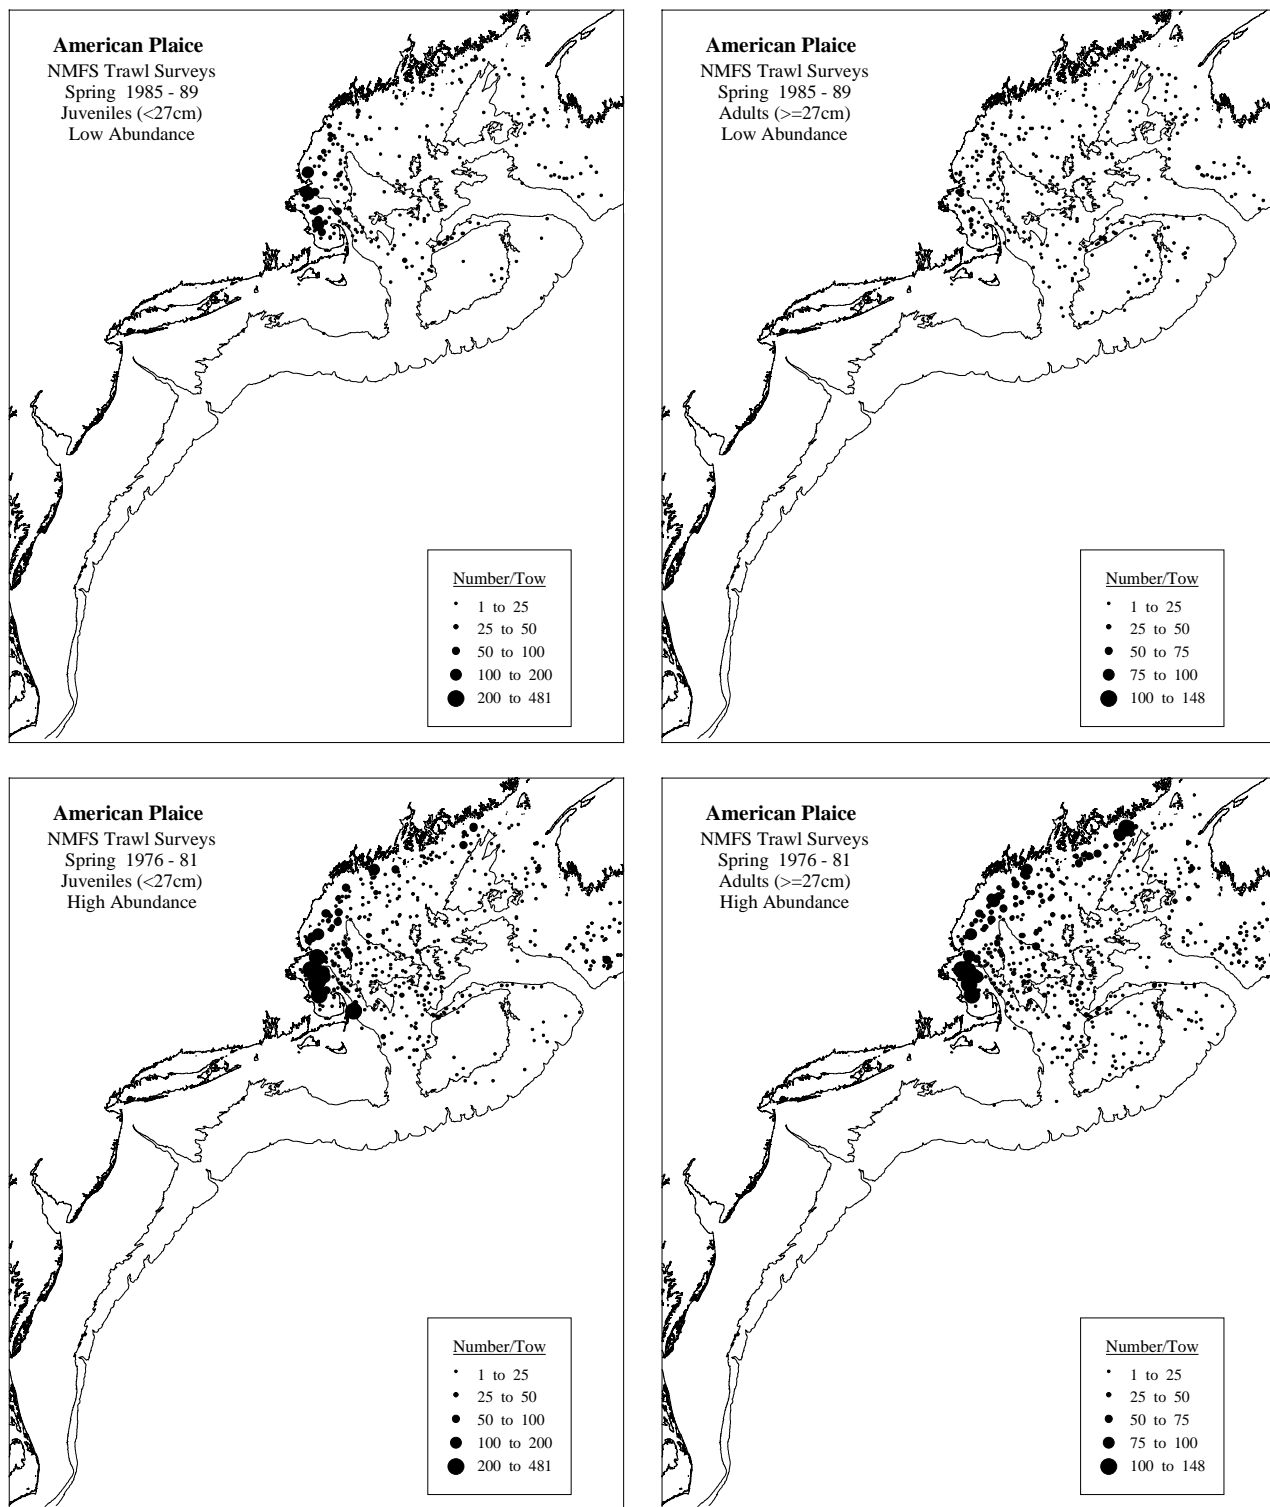 American Plaice
NMFS Trawl Surveys
Spring 1985 - 89
Juveniles (<27cm)
Low Abundance
Number/Tow
1 to 25
25 to 50
50 to 100
100 to 200
200 to 481
American Plaice
NMFS Trawl Surveys
Spring 1985 - 89
Adults (>=27cm)
Low Abundance
Number/Tow
1 to 25
25 to 50
50 to 75
75 to 100
100 to 148
American Plaice
NMFS Trawl Surveys
Spring 1976 - 81
Juveniles (<27cm)
High Abundance
Number/Tow
1 to 25
25 to 50
50 to 100
100 to 200
200 to 481
American Plaice
NMFS Trawl Surveys
Spring 1976 - 81
Adults (>=27cm)
High Abundance
Number/Tow
1 to 25
25 to 50
50 to 75
75 to 100
100 to 148